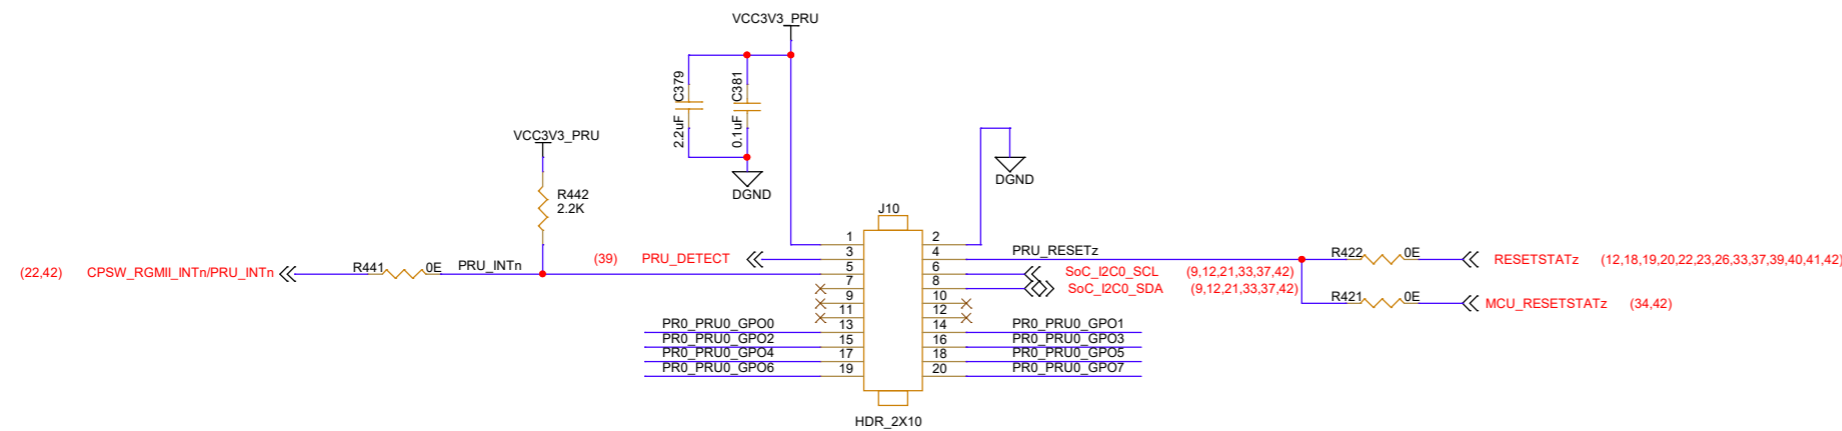 VCC3V3_PRU
C379
2.2uF
C381
0.1uF
DGND
VCC3V3_PRU
R442
2.2K
DGND
J10
1 2
3 4
5 6
7 8
9 10
11 12
13 14
15 16
17 18
19 20
HDR_2X10
(22,42) CPSW_RGMII_INTn/PRU_INTn
R441 0E PRU_INTn
(39) PRU_DETECT
PRU_RESETz
R422 0E RESETSTATz (12,18,19,20,22,23,26,33,37,39,40,41,42)
SoC_I2C0_SCL (9,12,21,33,37,42)
SoC_I2C0_SDA (9,12,21,33,37,42)
R421 0E MCU_RESETSTATz (34,42)
PR0_PRU0_GPO0 PR0_PRU0_GPO1
PR0_PRU0_GPO2 PR0_PRU0_GPO3
PR0_PRU0_GPO4 PR0_PRU0_GPO5
PR0_PRU0_GPO6 PR0_PRU0_GPO7